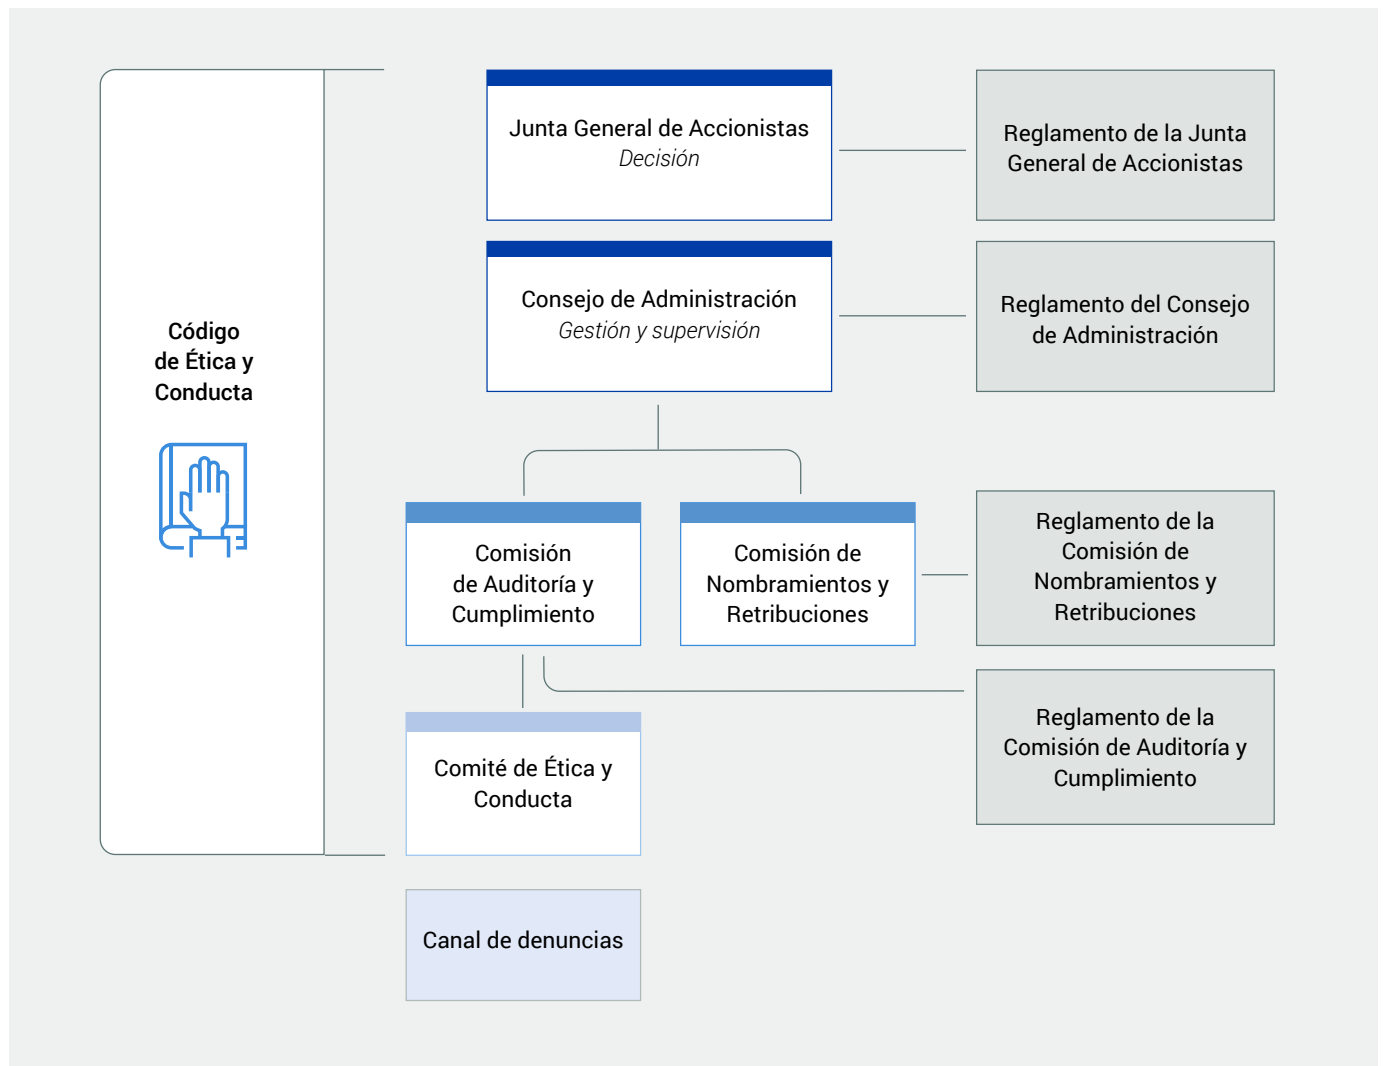 Código
de Ética y
Conducta
Junta General de Accionistas
Decisión
Reglamento de la Junta
General de Accionistas
Consejo de Administración
Gestión y supervisión
Reglamento del Consejo
de Administración
Comisión
de Auditoría y
Cumplimiento
Comisión de
Nombramientos y
Retribuciones
Reglamento de la
Comisión de
Nombramientos y
Retribuciones
Reglamento de la
Comisión de Auditoría y
Cumplimiento
Comité de Ética y
Conducta
Canal de denuncias